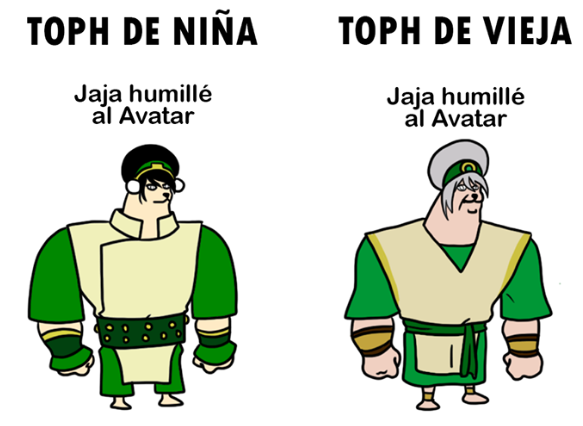 TOPH DE NIÑA
TOPH DE VIEJA
Jaja humillé
al Avatar
Jaja humillé
al Avatar